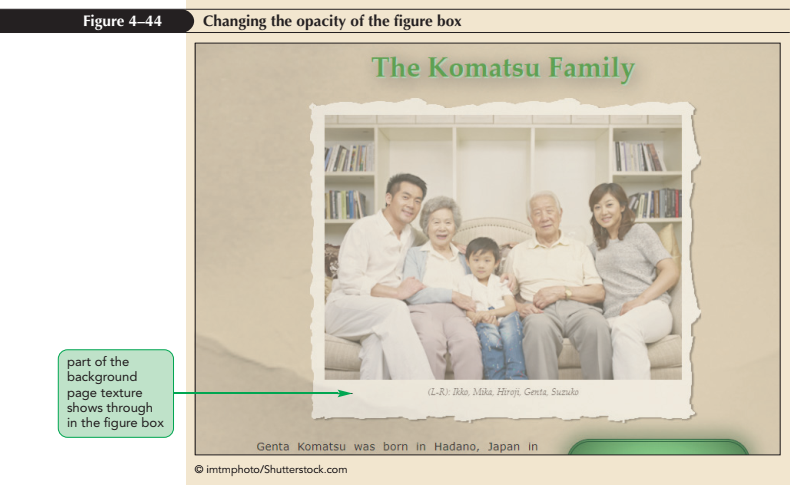 Figure 4–44
Changing the opacity of the figure box
The Komatsu Family
part of the
background
page texture
shows through
in the figure box
(L-R): Ikko, Mika, Hiroji, Genta, Suzuko
Genta Komatsu was born in Hadano, Japan in
© imtmphoto/Shutterstock.com